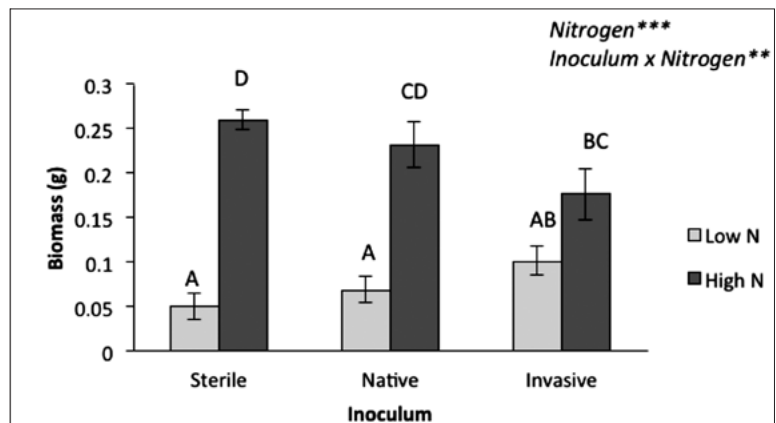 Nitrogen***
Inoculum x Nitrogen**
0.3
0.25
0.2
0.15
0.1
0.05
0
Biomass (g)
D
CD
BC
A
A
AB
Low N
High N
Sterile
Native
Invasive
Inoculum